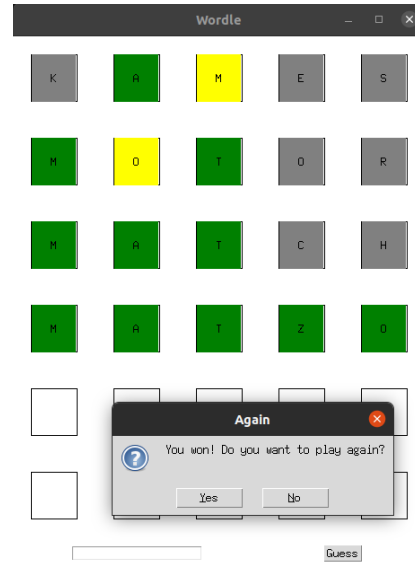 Wordle
K A M E S
M O T O R
M A T C H
M A T Z O
Again
You won! Do you want to play again?
Yes No
Guess